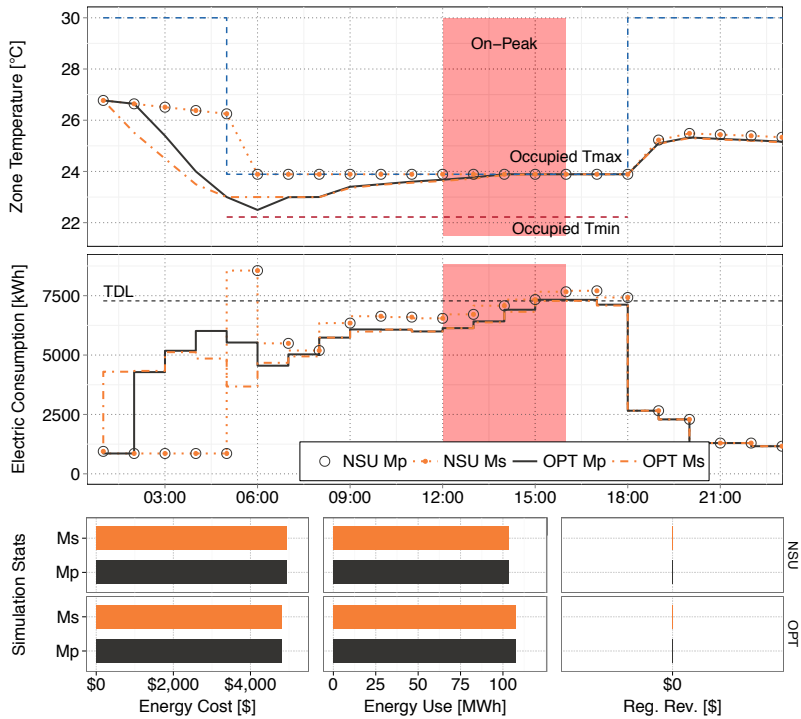 30
28
26
24
22
Zone Temperature [°C]
On−Peak
Occupied Tmax
Occupied Tmin
7500
5000
2500
0
Electric Consumption [kWh]
TDL
NSU Mp NSU Ms OPT Mp OPT Ms
03:00 06:00 09:00 12:00 15:00 18:00 21:00
Simulation Stats
Ms
Mp
NSU
Ms
Mp
OPT
$0 $2,000 $4,000
0 25 50 75 100
$0
Energy Cost [$]
Energy Use [MWh]
Reg. Rev. [$]